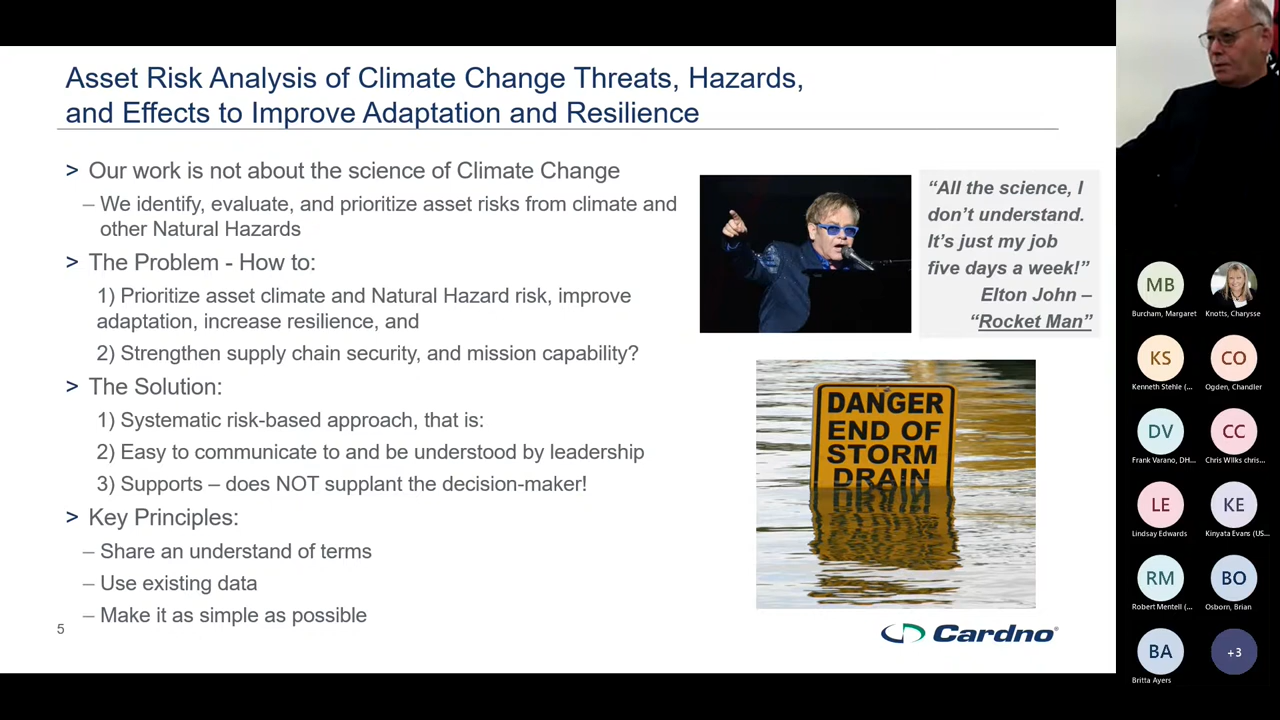 Asset Risk Analysis of Climate Change Threats, Hazards,
and Effects to Improve Adaptation and Resilience
> Our work is not about the science of Climate Change
– We identify, evaluate, and prioritize asset risks from climate and
other Natural Hazards
> The Problem - How to:
1) Prioritize asset climate and Natural Hazard risk, improve
adaptation, increase resilience, and
2) Strengthen supply chain security, and mission capability?
> The Solution:
1) Systematic risk-based approach, that is:
2) Easy to communicate to and be understood by leadership
3) Supports – does NOT supplant the decision-maker!
> Key Principles:
– Share an understand of terms
– Use existing data
– Make it as simple as possible
5
“All the science, I
don’t understand.
It’s just my job
five days a week!”
Elton John –
“Rocket Man”
DANGER
END OF
STORM
DRAIN
Cardno®
MB
Burcham, Margaret
Knotts, Charysse
KS
Kenneth Stehle (...
CO
Ogden, Chandler
DV
Frank Varano, DH...
CC
Chris Wilks chris...
LE
Lindsay Edwards
KE
Kinyata Evans (US...
RM
Robert Mentell (...
BO
Osborn, Brian
BA
Britta Ayers
+3